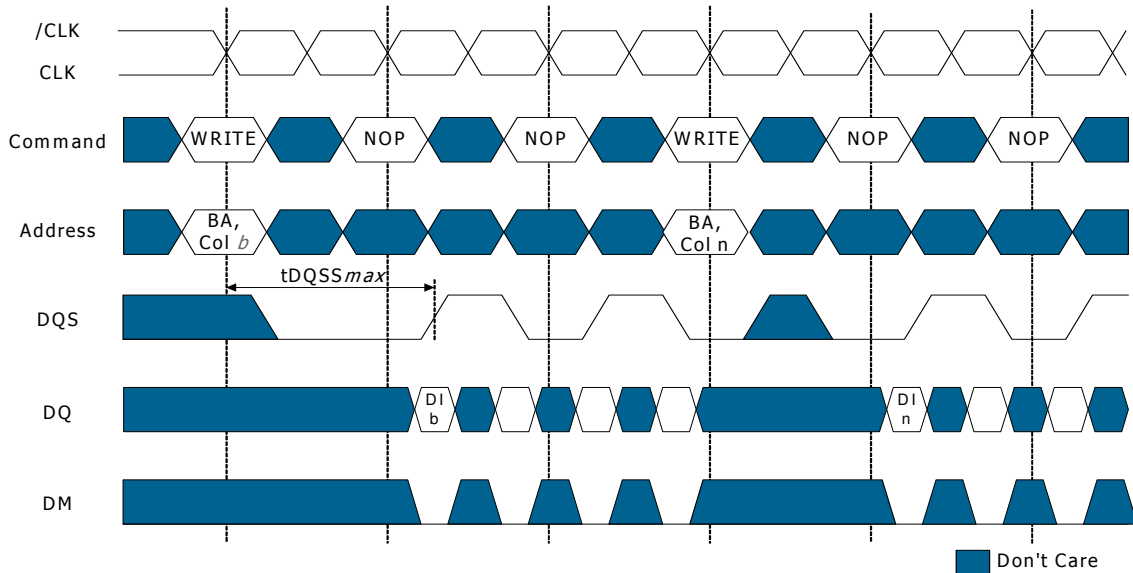 /CLK
CLK
Command
WRITE
NOP
NOP
WRITE
NOP
NOP
Address
BA,
Col b
BA,
Col n
tDQSSmax
DQS
DQ
DI
b
DI
n
DM
Don't Care